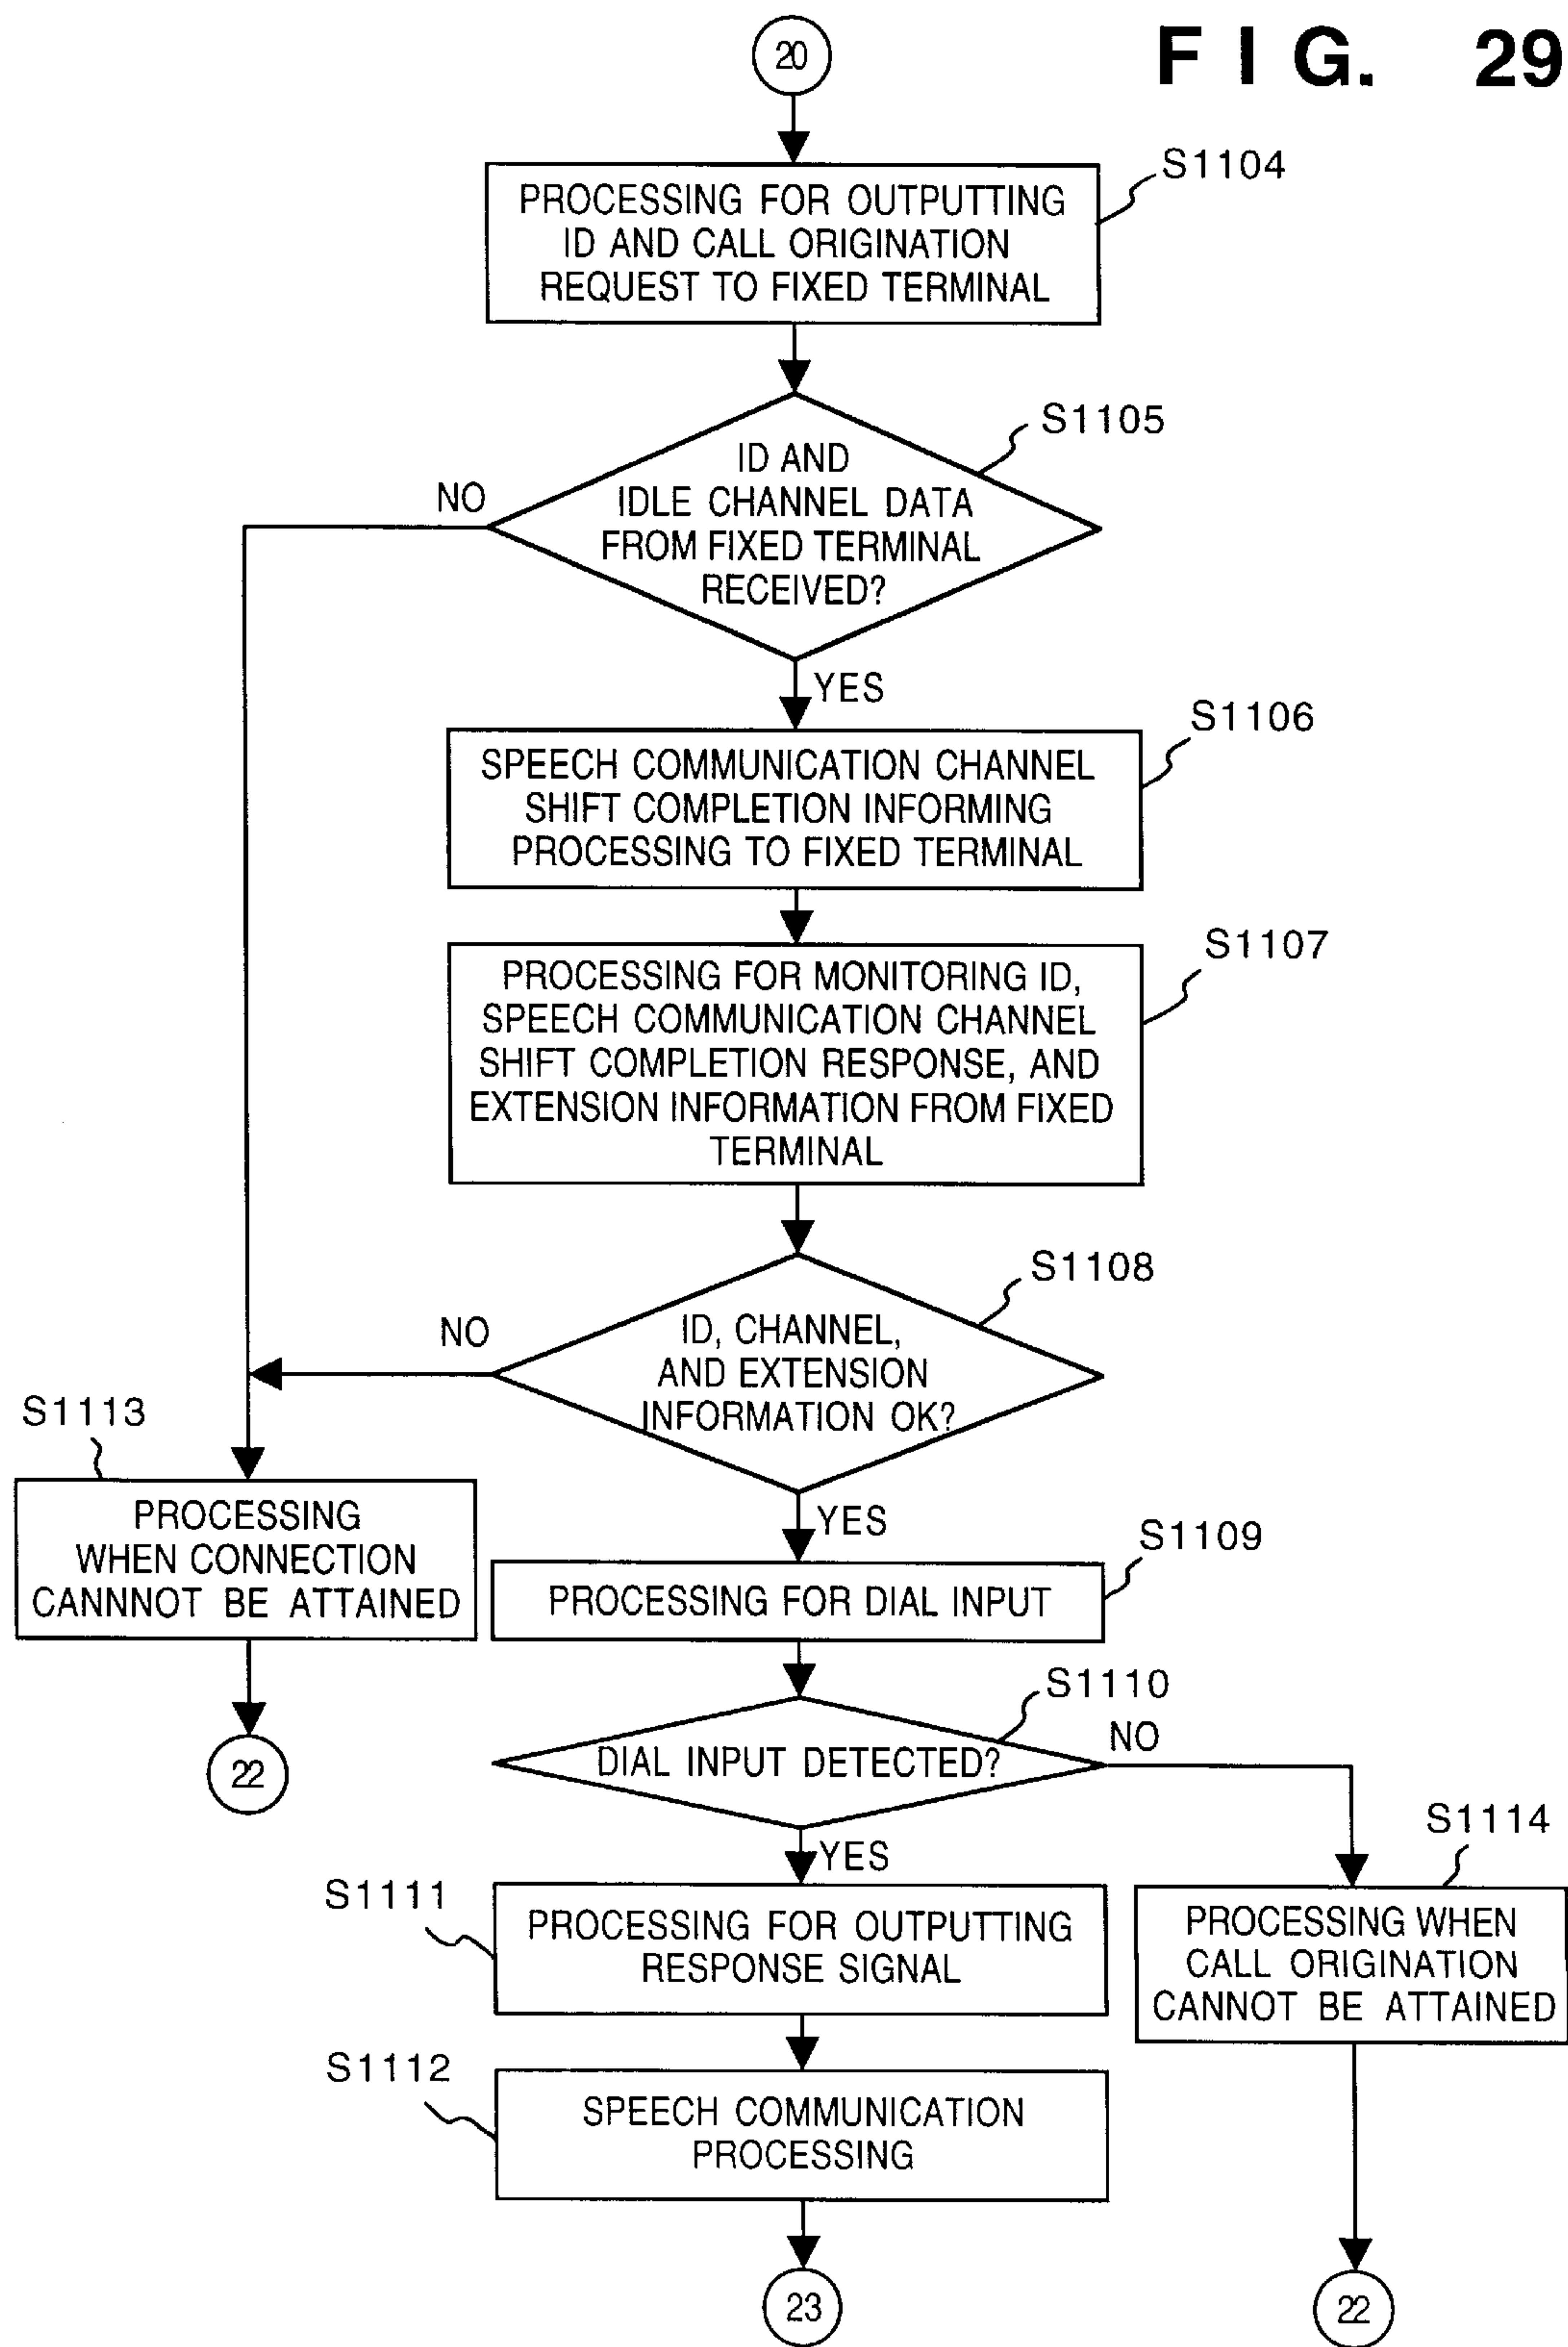 20
F I G. 29
S1104
PROCESSING FOR OUTPUTTING
ID AND CALL ORIGINATION
REQUEST TO FIXED TERMINAL
S1105
ID AND
IDLE CHANNEL DATA
FROM FIXED TERMINAL
RECEIVED?
NO
YES
S1106
SPEECH COMMUNICATION CHANNEL
SHIFT COMPLETION INFORMING
PROCESSING TO FIXED TERMINAL
S1107
PROCESSING FOR MONITORING ID,
SPEECH COMMUNICATION CHANNEL
SHIFT COMPLETION RESPONSE, AND
EXTENSION INFORMATION FROM FIXED
TERMINAL
S1108
NO
ID, CHANNEL,
AND EXTENSION
INFORMATION OK?
S1113
PROCESSING
WHEN CONNECTION
CANNNOT BE ATTAINED
22
YES
S1109
PROCESSING FOR DIAL INPUT
S1110
DIAL INPUT DETECTED?
NO
YES
S1114
PROCESSING WHEN
CALL ORIGINATION
CANNOT BE ATTAINED
S1111
PROCESSING FOR OUTPUTTING
RESPONSE SIGNAL
S1112
SPEECH COMMUNICATION
PROCESSING
23
22